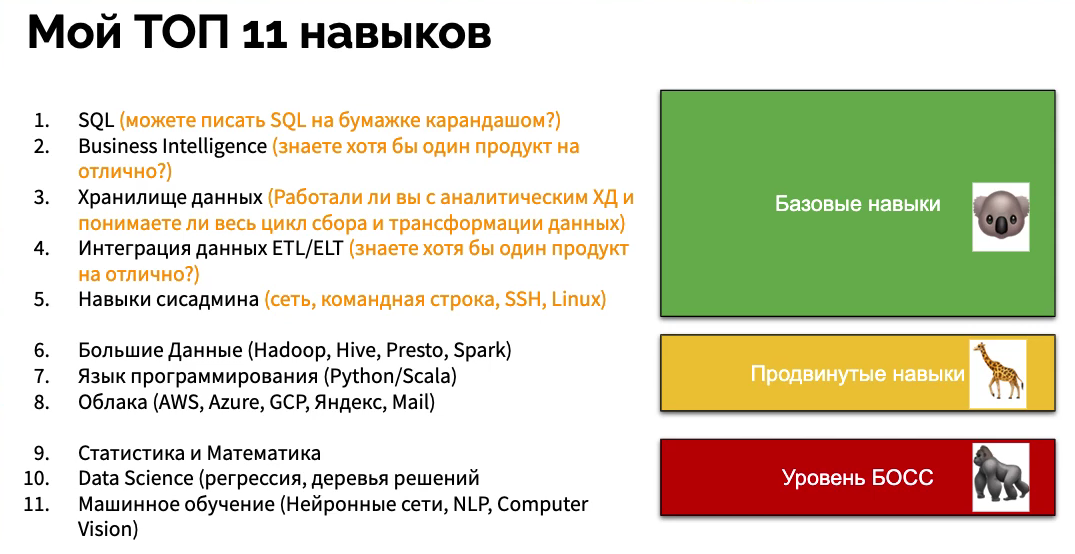 Мой ТОП 11 навыков
1. SQL (можете писать SQL на бумажке карандашом?)
2. Business Intelligence (знаете хотя бы один продукт на
отлично?)
3. Хранилище данных (Работали ли вы с аналитическим ХД и
понимаете ли весь цикл сбора и трансформации данных)
4. Интеграция данных ETL/ELT (знаете хотя бы один продукт
на отлично?)
5. Навыки сисадмина (сеть, командная строка, SSH, Linux)
Базовые навыки
6. Большие Данные (Hadoop, Hive, Presto, Spark)
7. Язык программирования (Python/Scala)
8. Облака (AWS, Azure, GCP, Яндекс, Mail)
Продвинутые навыки
9. Статистика и Математика
10. Data Science (регрессия, деревья решений
11. Машинное обучение (Нейронные сети, NLP, Computer
Vision)
Уровень БОСС